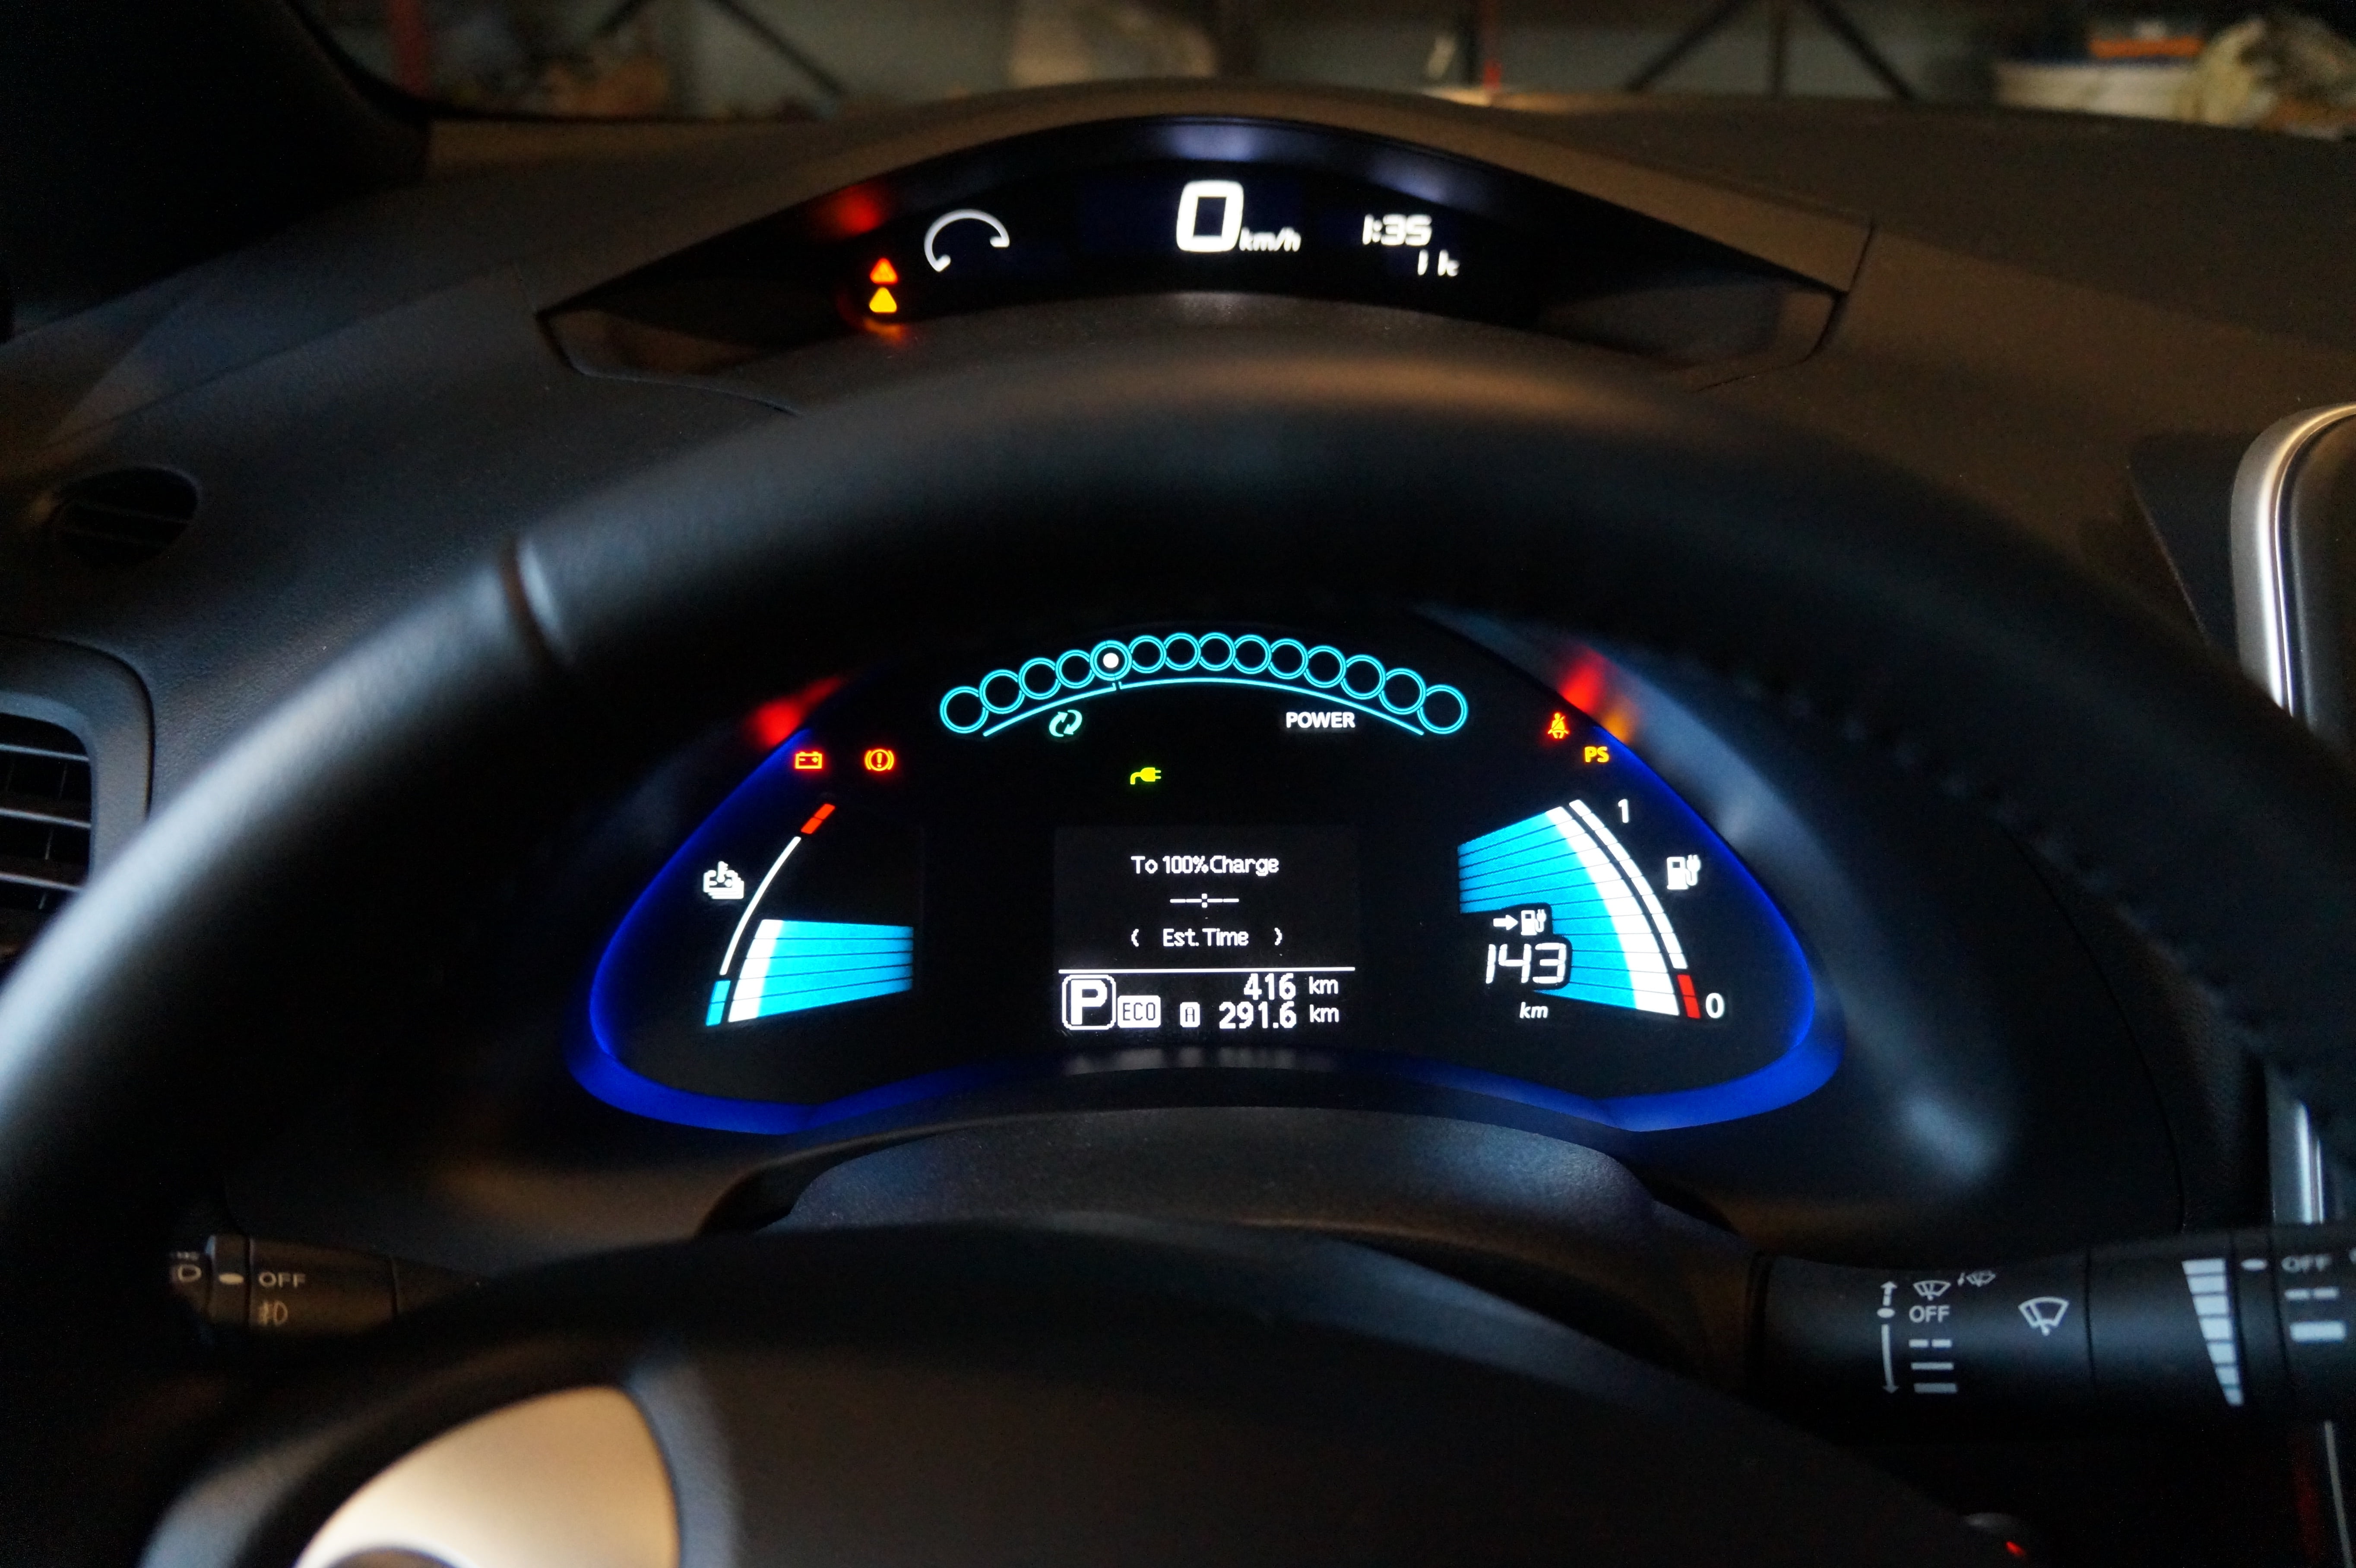 0 km/h
1:35
POWER
PS
To 100% Charge
--:--
Est. Time
P ECO
416 km
A 291.6 km
1
143
km
0
OFF
OFF
OFF